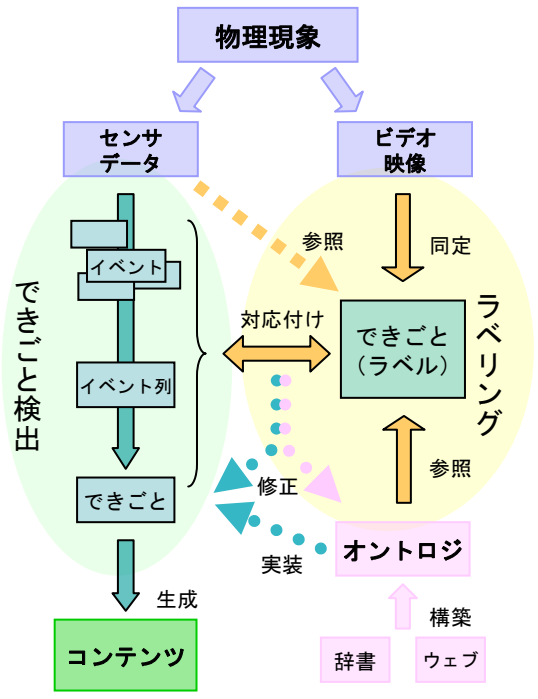 物理現象
センサ
データ
ビデオ
映像
参照
同定
イベント
できごと検出
対応付け
できごと
（ラベル）
ラベリング
イベント列
できごと
修正
参照
実装
オントロジ
生成
構築
コンテンツ
辞書
ウェブ